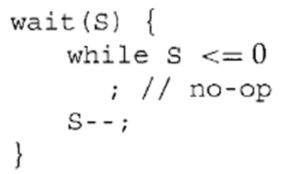 wait(S) {
    while S <= 0
        ; // no-op
    S--;
}